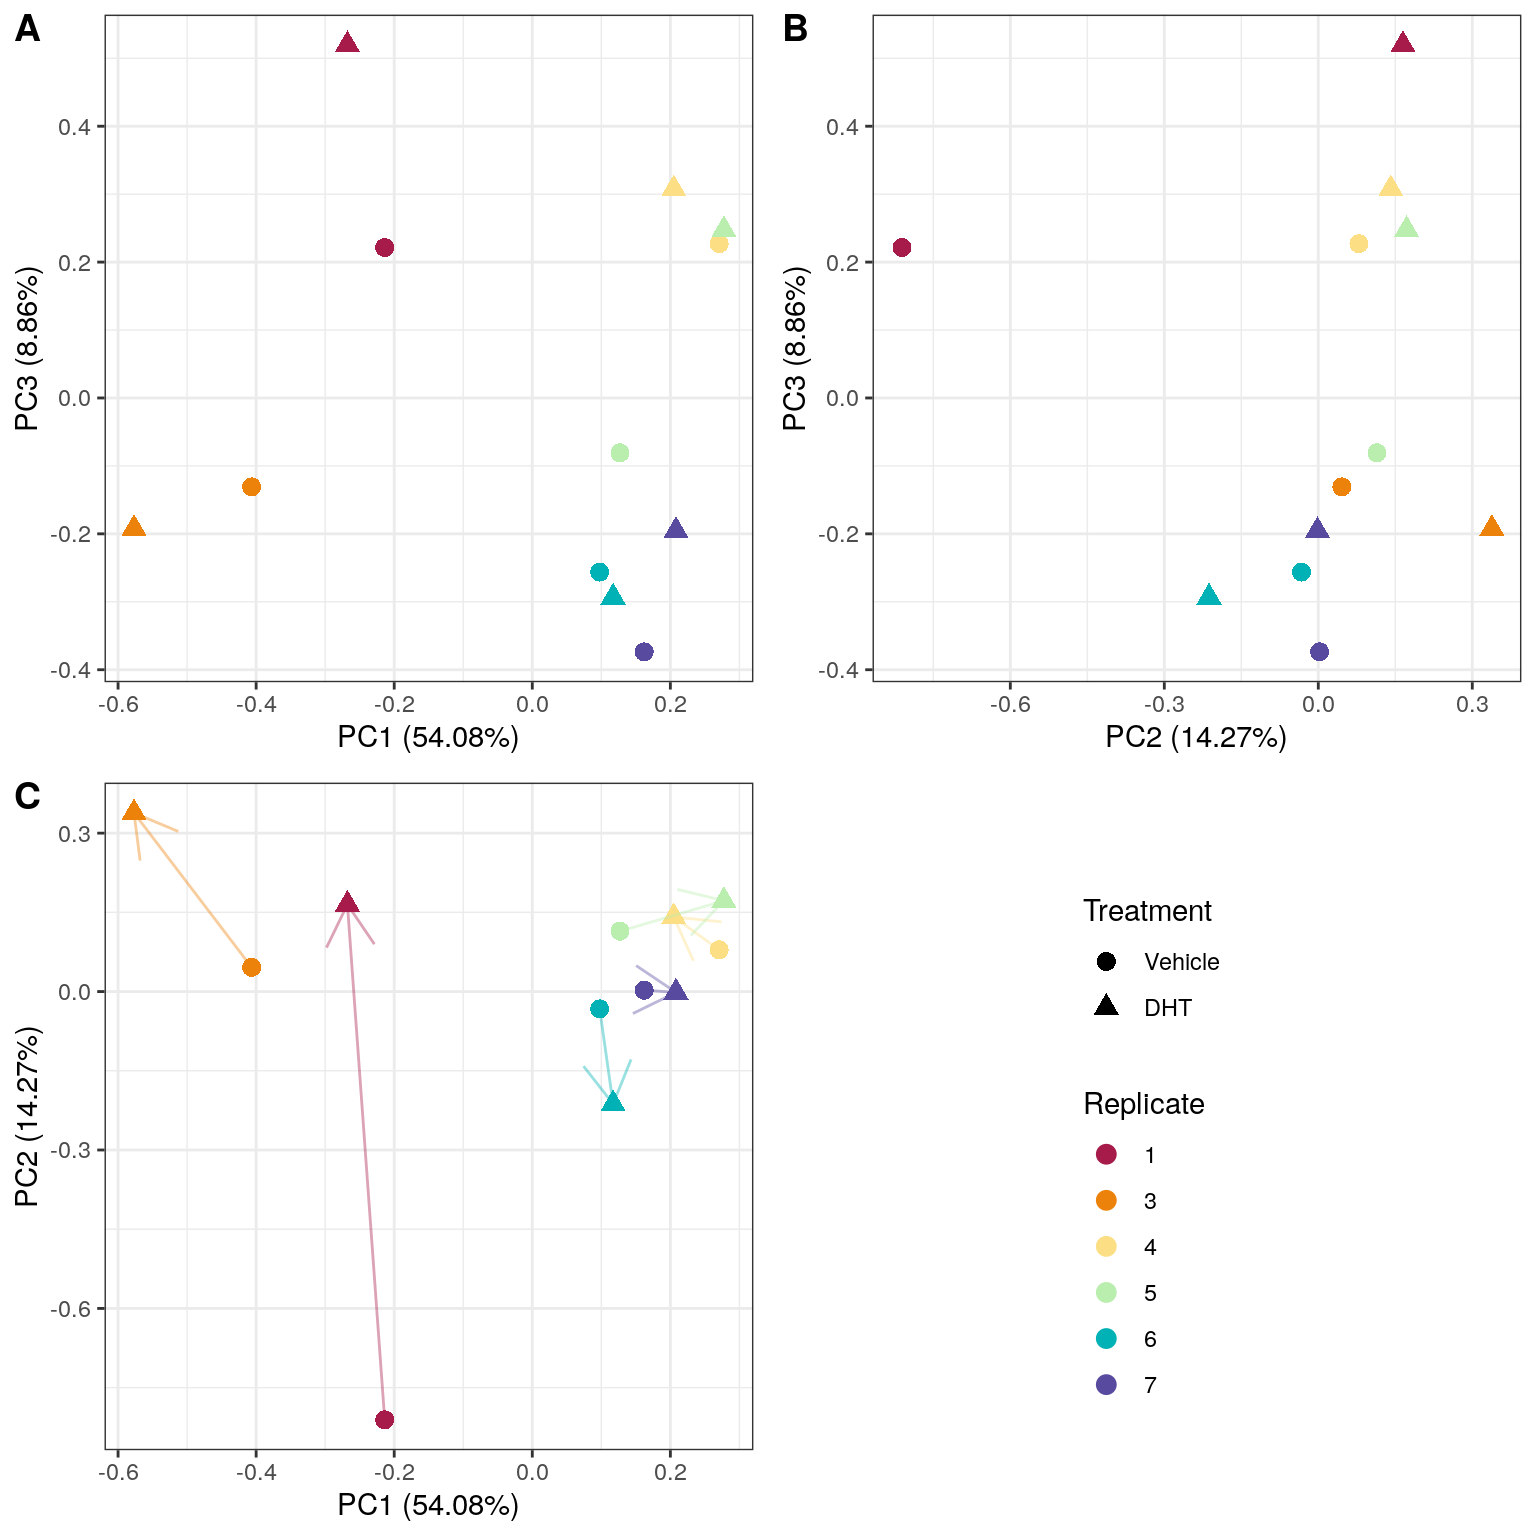 A
PC3 (8.86%)
0.4
0.2
0.0
-0.2
-0.4
-0.6 -0.4 -0.2 0.0 0.2
PC1 (54.08%)
B
PC3 (8.86%)
0.4
0.2
0.0
-0.2
-0.4
-0.6 -0.3 0.0 0.3
PC2 (14.27%)
C
PC2 (14.27%)
0.3
0.0
-0.3
-0.6
-0.6 -0.4 -0.2 0.0 0.2
PC1 (54.08%)
Treatment
Vehicle
DHT
Replicate
1
3
4
5
6
7